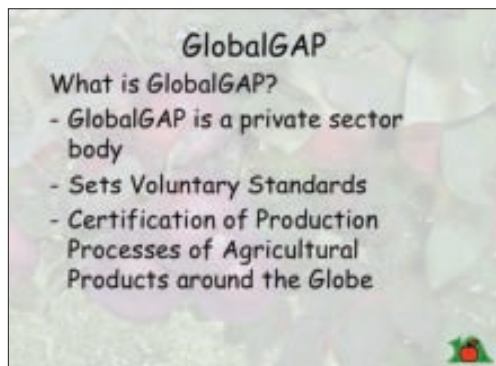 GlobalGAP
What is GlobalGAP?
- GlobalGAP is a private sector
body
- Sets Voluntary Standards
- Certification of Production
Processes of Agricultural
Products around the Globe